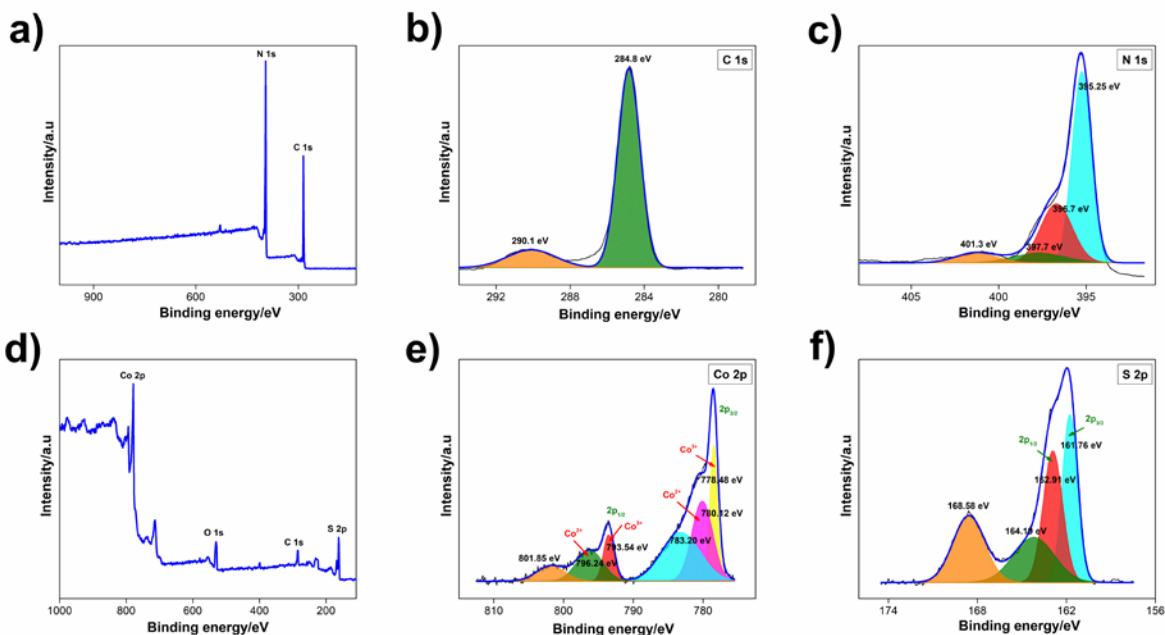 a)
N 1s
C 1s
Intensity/a.u
900 600 300
Binding energy/eV
b)
C 1s
284.8 eV
290.1 eV
Intensity/a.u
292 288 284 280
Binding energy/eV
c)
N 1s
395.25 eV
396.7 eV
397.7 eV
401.3 eV
Intensity/a.u
405 400 395
Binding energy/eV
d)
Co 2p
O 1s
C 1s
S 2p
Intensity/a.u
1000 800 600 400 200
Binding energy/eV
e)
Co 2p
2p3/2
Co³⁺
778.48 eV
Co²⁺
780.12 eV
783.20 eV
2p1/2
Co²⁺
Co³⁺
793.54 eV
796.24 eV
801.85 eV
Intensity/a.u
810 800 790 780
Binding energy/eV
f)
S 2p
2p3/2
2p1/2
161.76 eV
162.91 eV
164.19 eV
168.58 eV
Intensity/a.u
174 168 162 156
Binding energy/eV